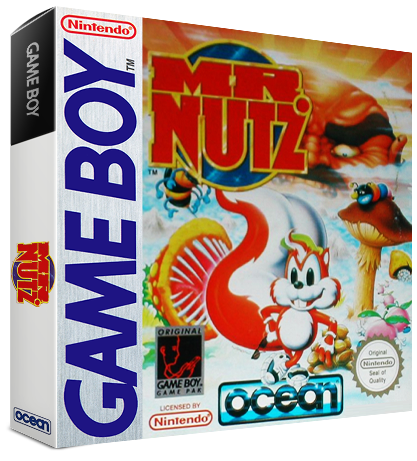 GAME BOY
MR.
NUTZ
ocean
Nintendo
GAME BOY
TM
MR.
NUTZ
TM
ORIGINAL
GAME BOY
GAME PAK
LICENSED BY
Nintendo
ocean
Original
Nintendo
Seal of
Quality